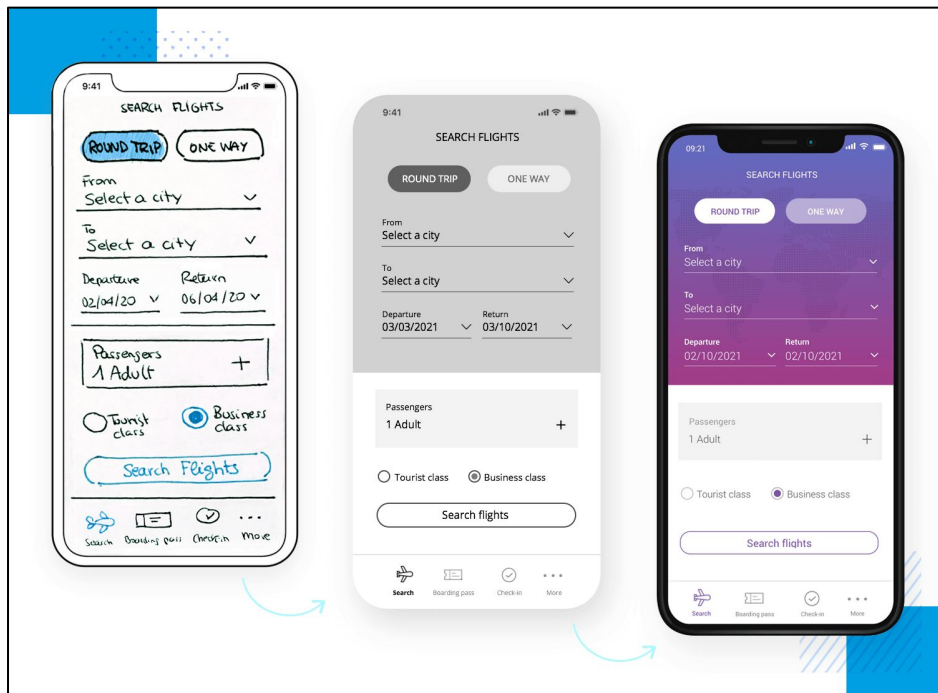 9:41
SEARCH FLIGHTS
ROUND TRIP ONE WAY
From
Select a city
To
Select a city
Departure Return
02/04/20 06/04/20
Passengers
1 Adult +
Tourist class Business class
Search Flights
Search Boarding pass Check-in More
9:41
SEARCH FLIGHTS
ROUND TRIP ONE WAY
From
Select a city
To
Select a city
Departure Return
03/03/2021 03/10/2021
Passengers
1 Adult +
Tourist class Business class
Search flights
Search Boarding pass Check-in More
09:21
SEARCH FLIGHTS
ROUND TRIP ONE WAY
From
Select a city
To
Select a city
Departure Return
02/10/2021 02/10/2021
Passengers
1 Adult +
Tourist class Business class
Search flights
Search Boarding pass Check-in More